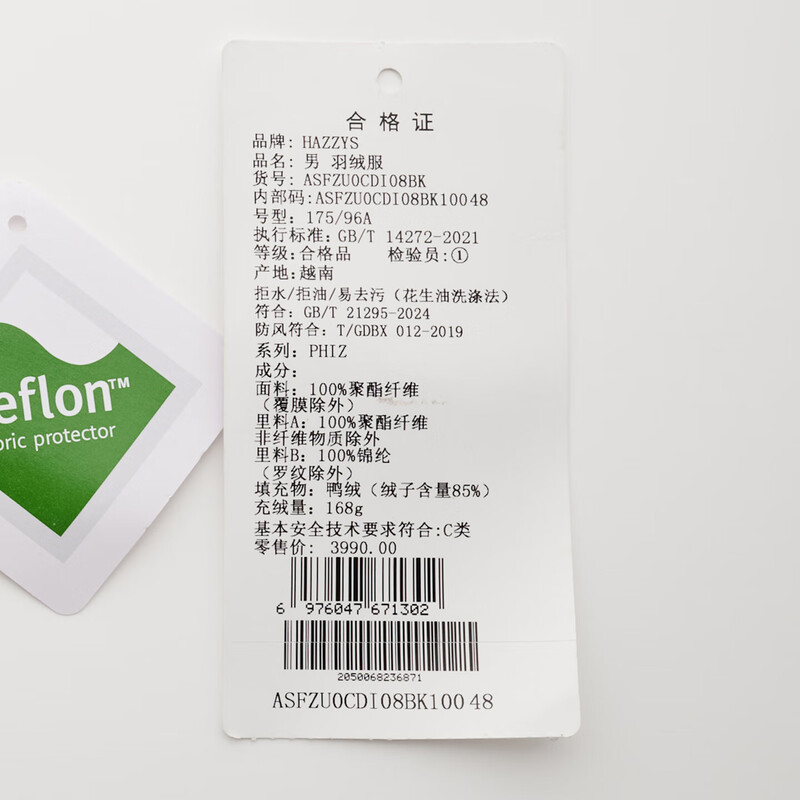 合格证
品牌: HAZZYS
品名: 男 羽绒服
货号: ASFZU0CDI08BK
内部码:ASFZU0CDI08BK10048
号型: 175/96A
执行标准: GB/T 14272-2021
等级:合格品 检验员:①
产地:越南
拒水/拒油/易去污（花生油洗涤法）
符合: GB/T 21295-2024
防风符合: T/GDBX 012-2019
系列: PHIZ
成分:
面料: 100%聚酯纤维
（覆膜除外）
里料A: 100%聚酯纤维
非纤维物质除外
里料B: 100%锦纶
（罗纹除外）
填充物: 鸭绒（绒子含量85%）
充绒量: 168g
基本安全技术要求符合:C类
零售价: 3990.00
6 976047 671302
2050068236871
ASFZU0CDI08BK10048
eflon™
bric protector